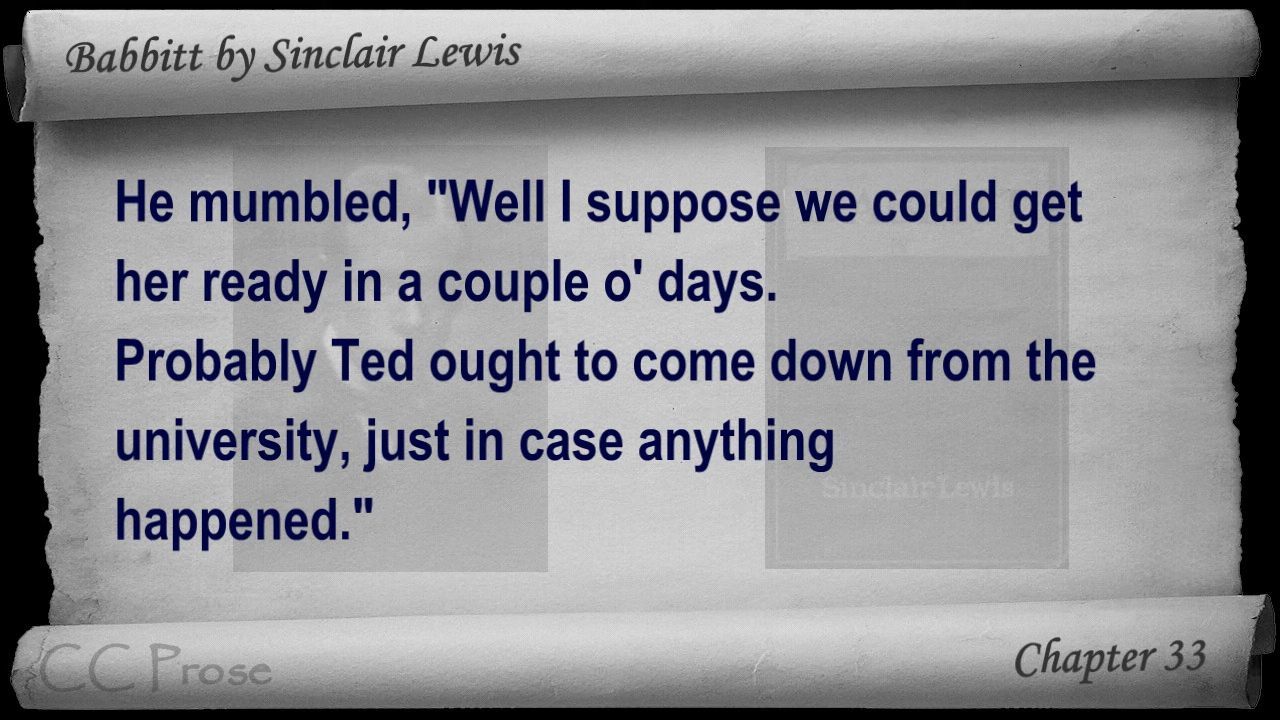 Babbitt by Sinclair Lewis
He mumbled, "Well I suppose we could get
her ready in a couple o' days.
Probably Ted ought to come down from the
university, just in case anything
happened."
Sinclair Lewis
CC Prose
Chapter 33